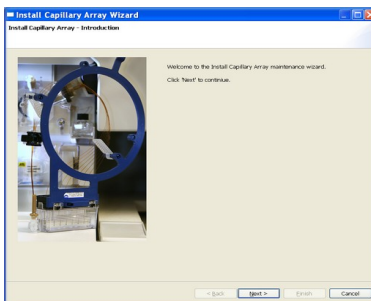 Install Capillary Array Wizard
Install Capillary Array - Introduction
Welcome to the Install Capillary Array maintenance wizard.
Click 'Next' to continue.
< Back
Next >
Finish
Cancel